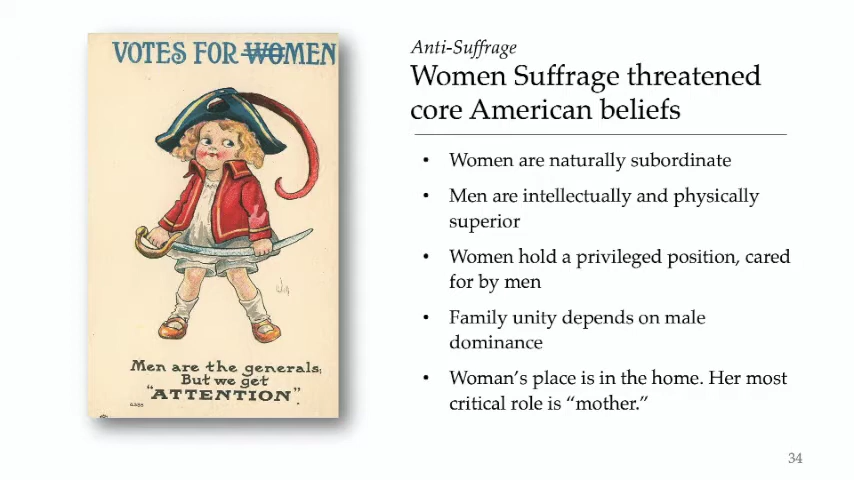 VOTES FOR WOMEN
Men are the generals;
But we get
"ATTENTION".
Anti-Suffrage
Women Suffrage threatened
core American beliefs
• Women are naturally subordinate
• Men are intellectually and physically
superior
• Women hold a privileged position, cared
for by men
• Family unity depends on male
dominance
• Woman's place is in the home. Her most
critical role is "mother."
34